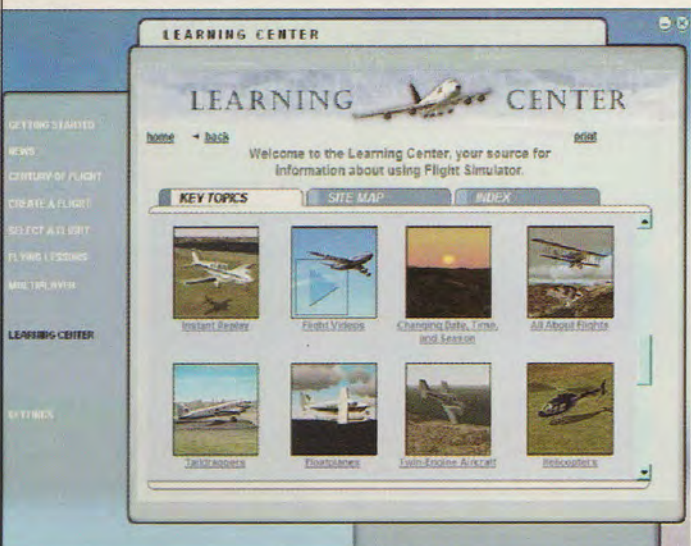 LEARNING CENTER
LEARNING CENTER
home back print
Welcome to the Learning Center, your source for
information about using Flight Simulator.
KEY TOPICS SITE MAP INDEX
GETTING STARTED
NEWS
CENTURY OF FLIGHT
CREATE A FLIGHT
SELECT A FLIGHT
FLYING LESSONS
MULTIPLAYER
LEARNING CENTER
SETTINGS
Instant Replay
Flight Videos
Changing Date, Time,
and Season
All About Flights
Taildraggers
Floatplanes
Twin-Engine Aircraft
Helicopters